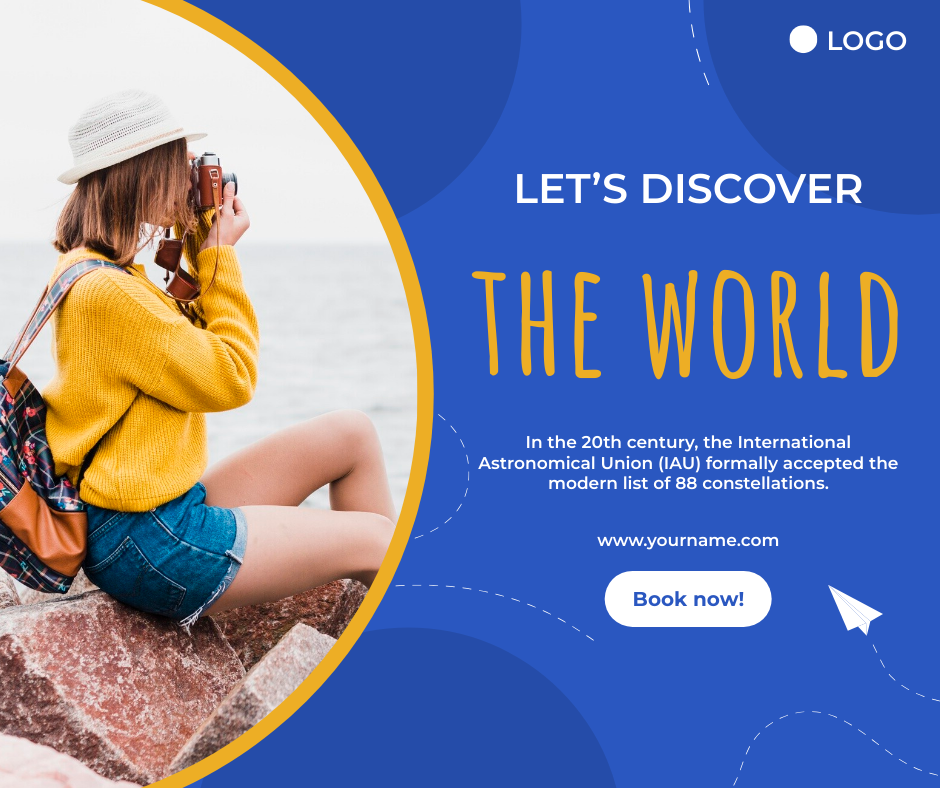 LOGO
LET’S DISCOVER
THE WORLD
In the 20th century, the International
Astronomical Union (IAU) formally accepted the
modern list of 88 constellations.
www.yourname.com
Book now!